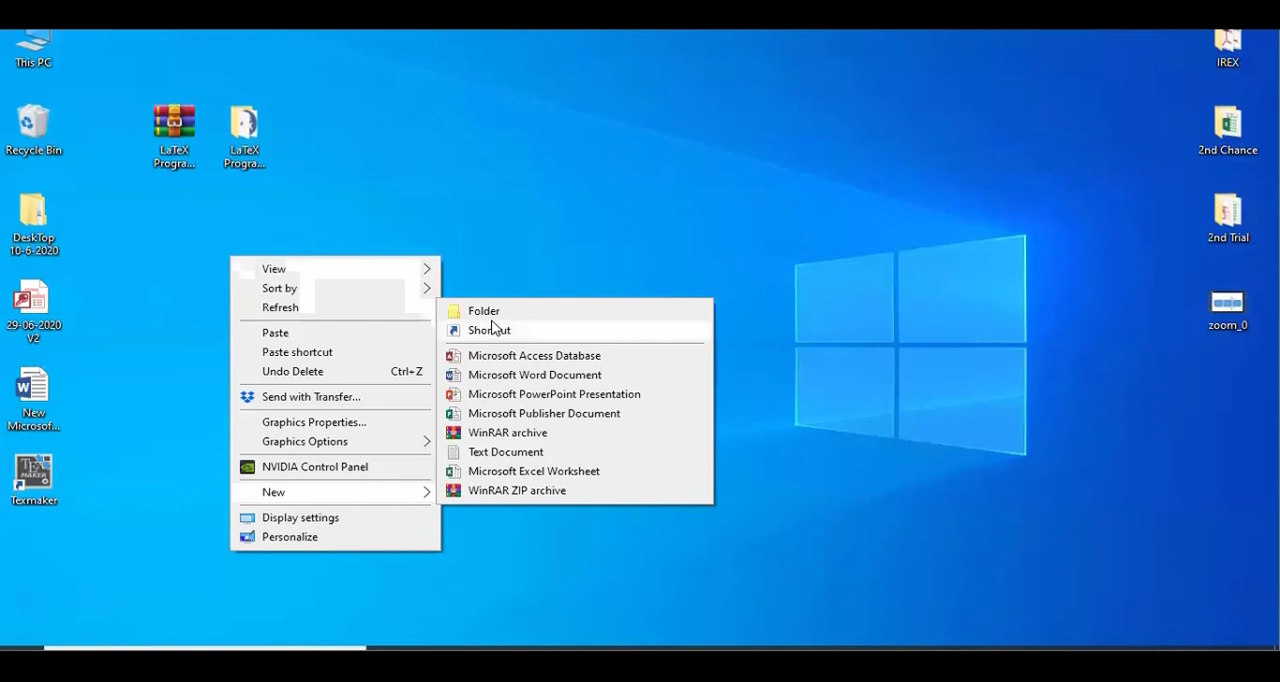 This PC
Recycle Bin
DeskTop
10-6-2020
29-06-2020
V2
New
Microsof...
Texmaker
LaTeX
Progra...
LaTeX
Progra...
View
Sort by
Refresh
Paste
Paste shortcut
Undo Delete Ctrl+Z
Send with Transfer...
Graphics Properties...
Graphics Options
NVIDIA Control Panel
New
Display settings
Personalize
Folder
Shortcut
Microsoft Access Database
Microsoft Word Document
Microsoft PowerPoint Presentation
Microsoft Publisher Document
WinRAR archive
Text Document
Microsoft Excel Worksheet
WinRAR ZIP archive
IREX
2nd Chance
2nd Trial
zoom_0